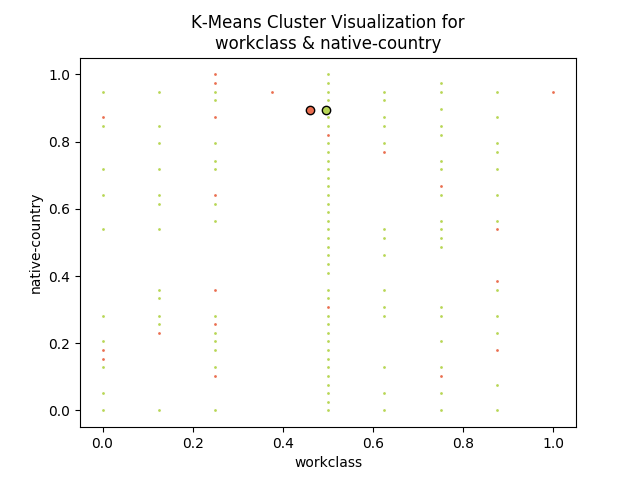 K-Means Cluster Visualization for
workclass & native-country
1.0
0.8
0.6
0.4
0.2
0.0
native-country
0.0 0.2 0.4 0.6 0.8 1.0
workclass